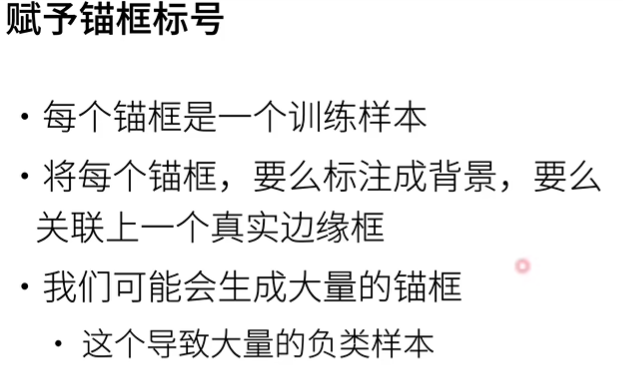 赋予锚框标号
• 每个锚框是一个训练样本
• 将每个锚框，要么标注成背景，要么
关联上一个真实边缘框
• 我们可能会生成大量的锚框
• 这个导致大量的负类样本